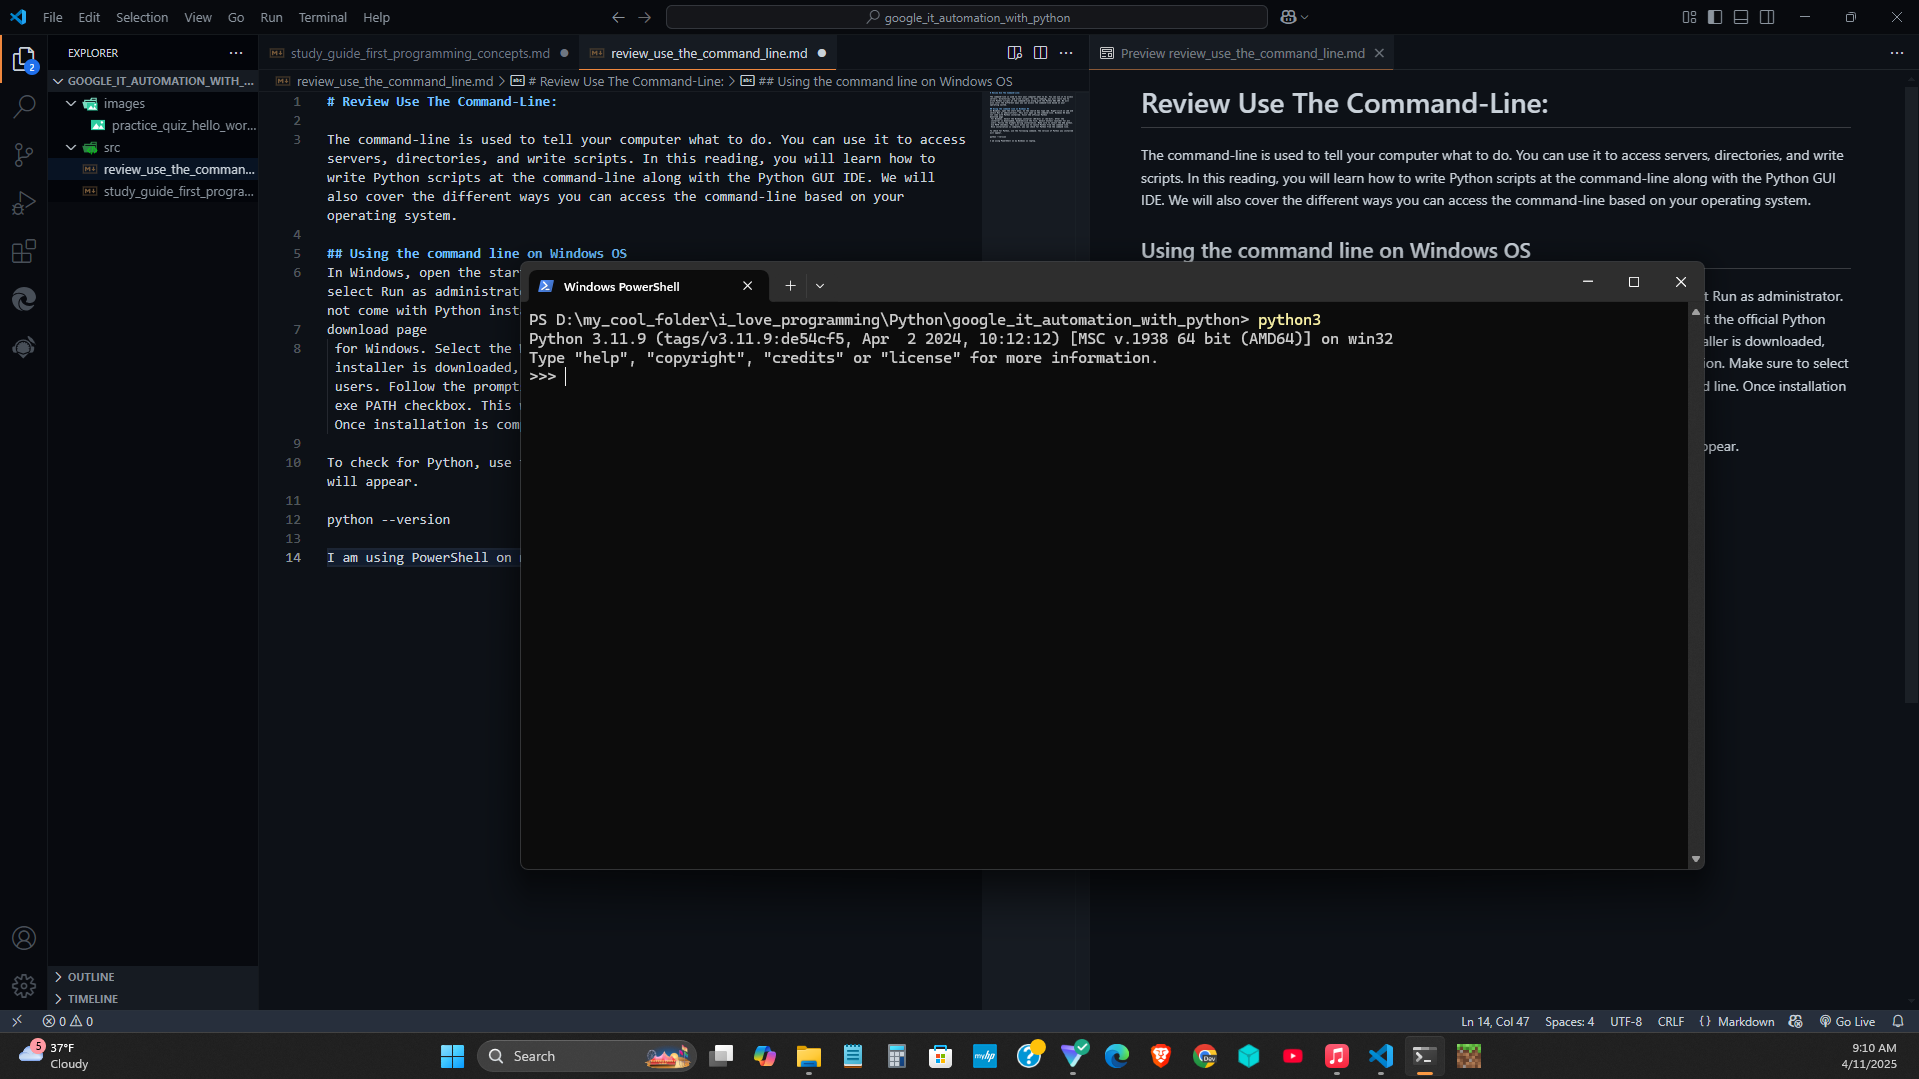 File Edit Selection View Go Run Terminal Help
google_it_automation_with_python
EXPLORER
GOOGLE_IT_AUTOMATION_WITH_...
images
practice_quiz_hello_wor...
src
review_use_the_comman...
study_guide_first_progra...
OUTLINE
TIMELINE
2
study_guide_first_programming_concepts.md
review_use_the_command_line.md
review_use_the_command_line.md > # Review Use The Command-Line: > ## Using the command line on Windows OS
1 # Review Use The Command-Line:
2
3 The command-line is used to tell your computer what to do. You can use it to access
servers, directories, and write scripts. In this reading, you will learn how to
write Python scripts at the command-line along with the Python GUI IDE. We will
also cover the different ways you can access the command-line based on your
operating system.
4
5 ## Using the command line on Windows OS
6 In Windows, open the star
select Run as administrat
not come with Python inst
7 download page
8 for Windows. Select the
installer is downloaded,
users. Follow the prompt
exe PATH checkbox. This
Once installation is com
9
10 To check for Python, use
will appear.
11
12 python --version
13
14 I am using PowerShell on
Preview review_use_the_command_line.md
Review Use The Command-Line:
The command-line is used to tell your computer what to do. You can use it to access servers, directories, and write
scripts. In this reading, you will learn how to write Python scripts at the command-line along with the Python GUI
IDE. We will also cover the different ways you can access the command-line based on your operating system.
Using the command line on Windows OS
t Run as administrator.
t the official Python
aller is downloaded,
ion. Make sure to select
d line. Once installation
ppear.
Windows PowerShell
PS D:\my_cool_folder\i_love_programming\Python\google_it_automation_with_python> python3
Python 3.11.9 (tags/v3.11.9:de54cf5, Apr  2 2024, 10:12:12) [MSC v.1938 64 bit (AMD64)] on win32
Type "help", "copyright", "credits" or "license" for more information.
>>>
0 0
Ln 14, Col 47 Spaces: 4 UTF-8 CRLF {} Markdown Go Live
5
37°F
Cloudy
Search
myhp
Dev
9:10 AM
4/11/2025